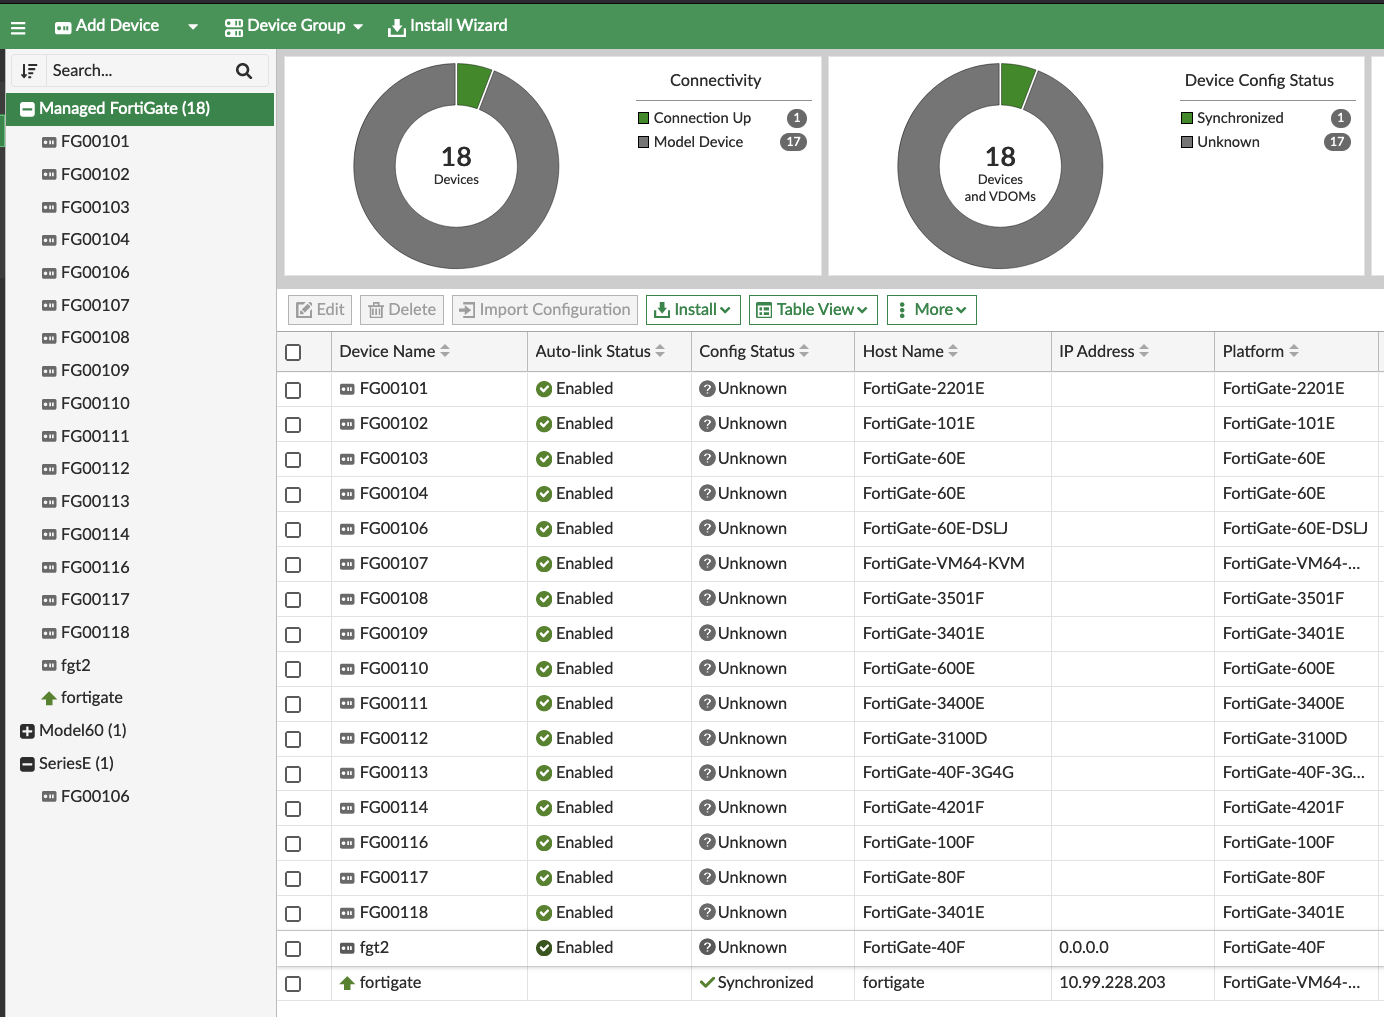 Add Device
Device Group
Install Wizard
Search...
Managed FortiGate (18)
FG00101
FG00102
FG00103
FG00104
FG00106
FG00107
FG00108
FG00109
FG00110
FG00111
FG00112
FG00113
FG00114
FG00116
FG00117
FG00118
fgt2
fortigate
Model60 (1)
SeriesE (1)
FG00106
18
Devices
Connectivity
Connection Up 1
Model Device 17
18
Devices
and VDOMs
Device Config Status
Synchronized 1
Unknown 17
Edit Delete Import Configuration Install Table View More
Device Name Auto-link Status Config Status Host Name IP Address Platform
FG00101 Enabled Unknown FortiGate-2201E FortiGate-2201E
FG00102 Enabled Unknown FortiGate-101E FortiGate-101E
FG00103 Enabled Unknown FortiGate-60E FortiGate-60E
FG00104 Enabled Unknown FortiGate-60E FortiGate-60E
FG00106 Enabled Unknown FortiGate-60E-DSLJ FortiGate-60E-DSLJ
FG00107 Enabled Unknown FortiGate-VM64-KVM FortiGate-VM64-...
FG00108 Enabled Unknown FortiGate-3501F FortiGate-3501F
FG00109 Enabled Unknown FortiGate-3401E FortiGate-3401E
FG00110 Enabled Unknown FortiGate-600E FortiGate-600E
FG00111 Enabled Unknown FortiGate-3400E FortiGate-3400E
FG00112 Enabled Unknown FortiGate-3100D FortiGate-3100D
FG00113 Enabled Unknown FortiGate-40F-3G4G FortiGate-40F-3G...
FG00114 Enabled Unknown FortiGate-4201F FortiGate-4201F
FG00116 Enabled Unknown FortiGate-100F FortiGate-100F
FG00117 Enabled Unknown FortiGate-80F FortiGate-80F
FG00118 Enabled Unknown FortiGate-3401E FortiGate-3401E
fgt2 Enabled Unknown FortiGate-40F 0.0.0.0 FortiGate-40F
fortigate Synchronized fortigate 10.99.228.203 FortiGate-VM64-...